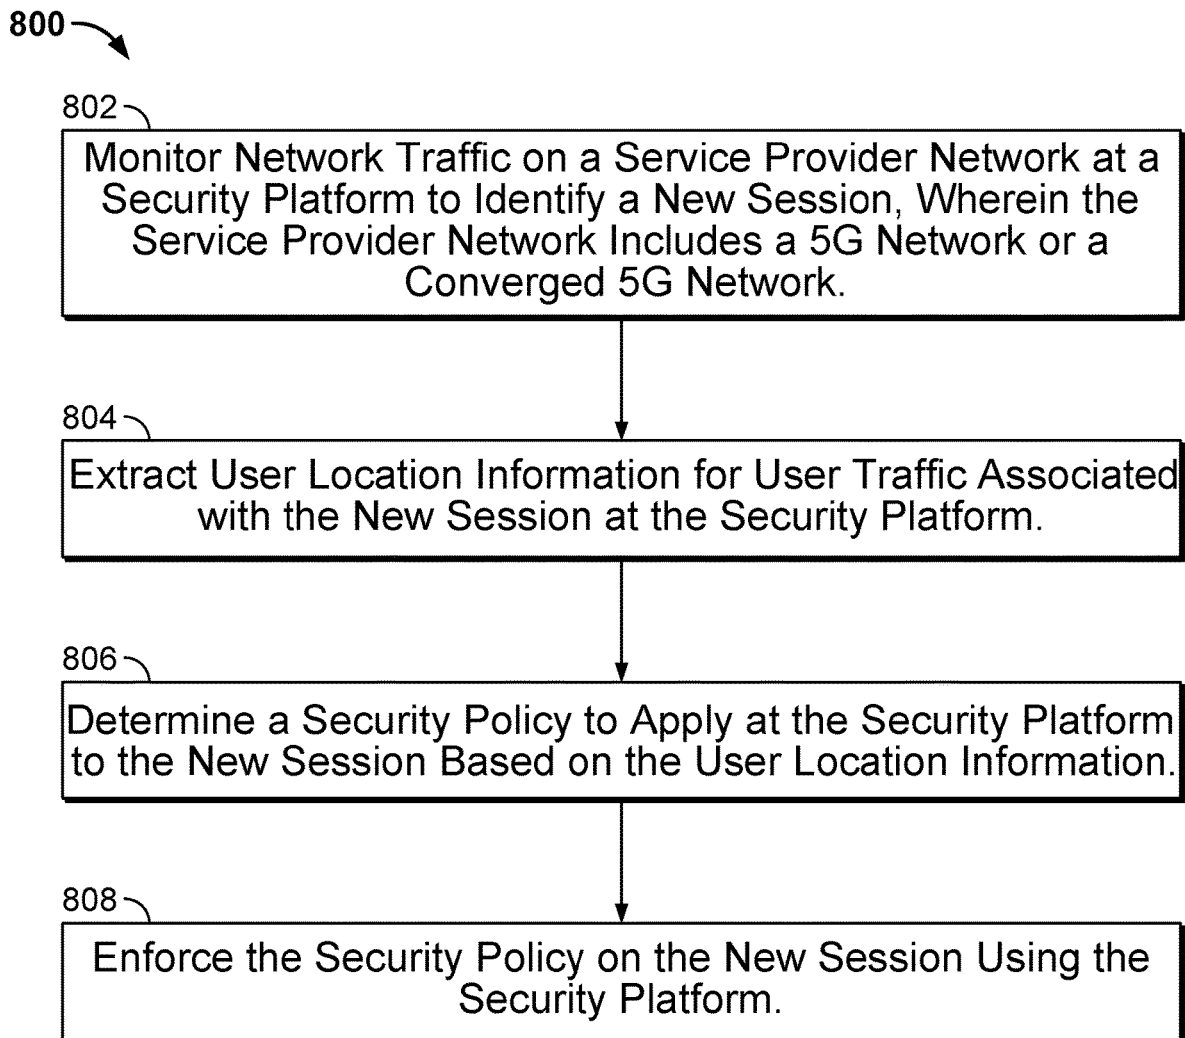 800
802
Monitor Network Traffic on a Service Provider Network at a
Security Platform to Identify a New Session, Wherein the
Service Provider Network Includes a 5G Network or a
Converged 5G Network.
804
Extract User Location Information for User Traffic Associated
with the New Session at the Security Platform.
806
Determine a Security Policy to Apply at the Security Platform
to the New Session Based on the User Location Information.
808
Enforce the Security Policy on the New Session Using the
Security Platform.